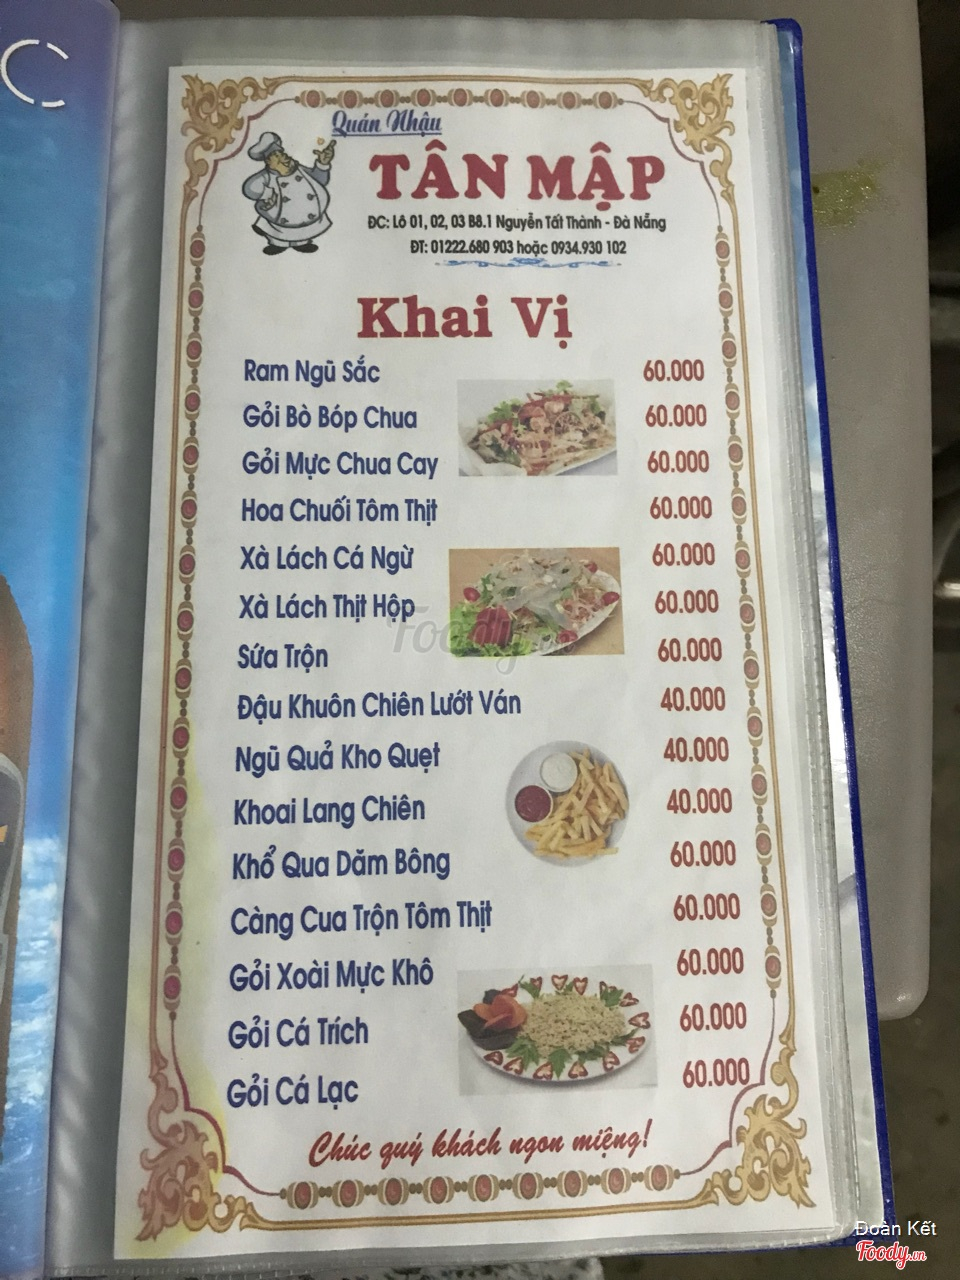 Quán Nhậu
TÂN MẬP
ĐC: Lô 01, 02, 03 B8.1 Nguyễn Tất Thành - Đà Nẵng
ĐT: 01222.680 903 hoặc 0934.930 102
Khai Vị
Ram Ngũ Sắc 60.000
Gỏi Bò Bóp Chua 60.000
Gỏi Mực Chua Cay 60.000
Hoa Chuối Tôm Thịt 60.000
Xà Lách Cá Ngừ 60.000
Xà Lách Thịt Hộp 60.000
Sứa Trộn 60.000
Đậu Khuôn Chiên Lướt Ván 40.000
Ngũ Quả Kho Quẹt 40.000
Khoai Lang Chiên 40.000
Khổ Qua Dăm Bông 60.000
Càng Cua Trộn Tôm Thịt 60.000
Gỏi Xoài Mực Khô 60.000
Gỏi Cá Trích 60.000
Gỏi Cá Lạc 60.000
Chúc quý khách ngon miệng!
Foody.vn
Đoàn Kết
Foody.vn